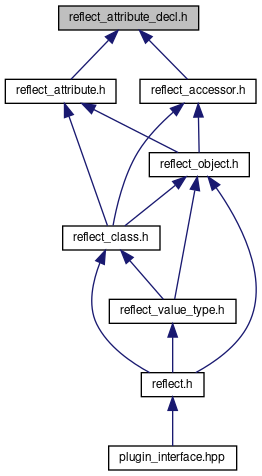 reflect_attribute_decl.h
reflect_attribute.h
reflect_accessor.h
reflect_object.h
reflect_class.h
reflect_value_type.h
reflect.h
plugin_interface.hpp